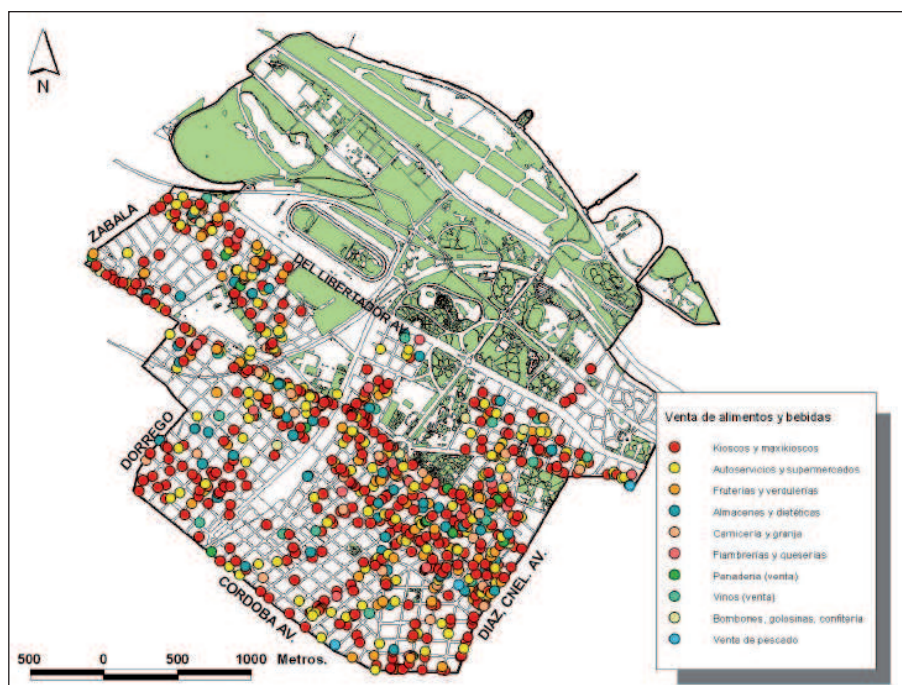 N
ZABALA
DEL LIBERTADOR AV.
DORREGO
CORDOBA AV.
DIAZ. CNEL. AV.
500 0 500 1000 Metros.
Venta de alimentos y bebidas
Kioscos y maxikioscos
Autoservicios y supermercados
Fruterías y verdulerías
Almacenes y dietéticas
Carnicería y granja
Fiambrerías y queserías
Panadería (venta)
Vinos (venta)
Bombones, golosinas, confitería
Venta de pescado